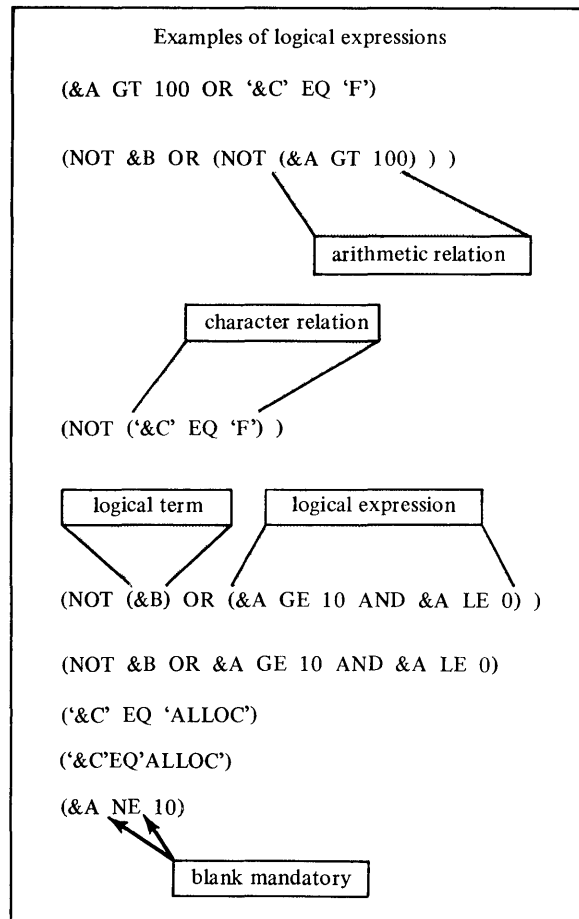 Examples of logical expressions
(&A GT 100 OR ‘&C’ EQ ‘F’)
(NOT &B OR (NOT (&A GT 100) ) )
arithmetic relation
character relation
(NOT (‘&C’ EQ ‘F’) )
logical term logical expression
(NOT (&B) OR (&A GE 10 AND &A LE 0) )
(NOT &B OR &A GE 10 AND &A LE 0)
(‘&C’ EQ ‘ALLOC’)
(‘&C’EQ’ALLOC’)
(&A NE 10)
blank mandatory